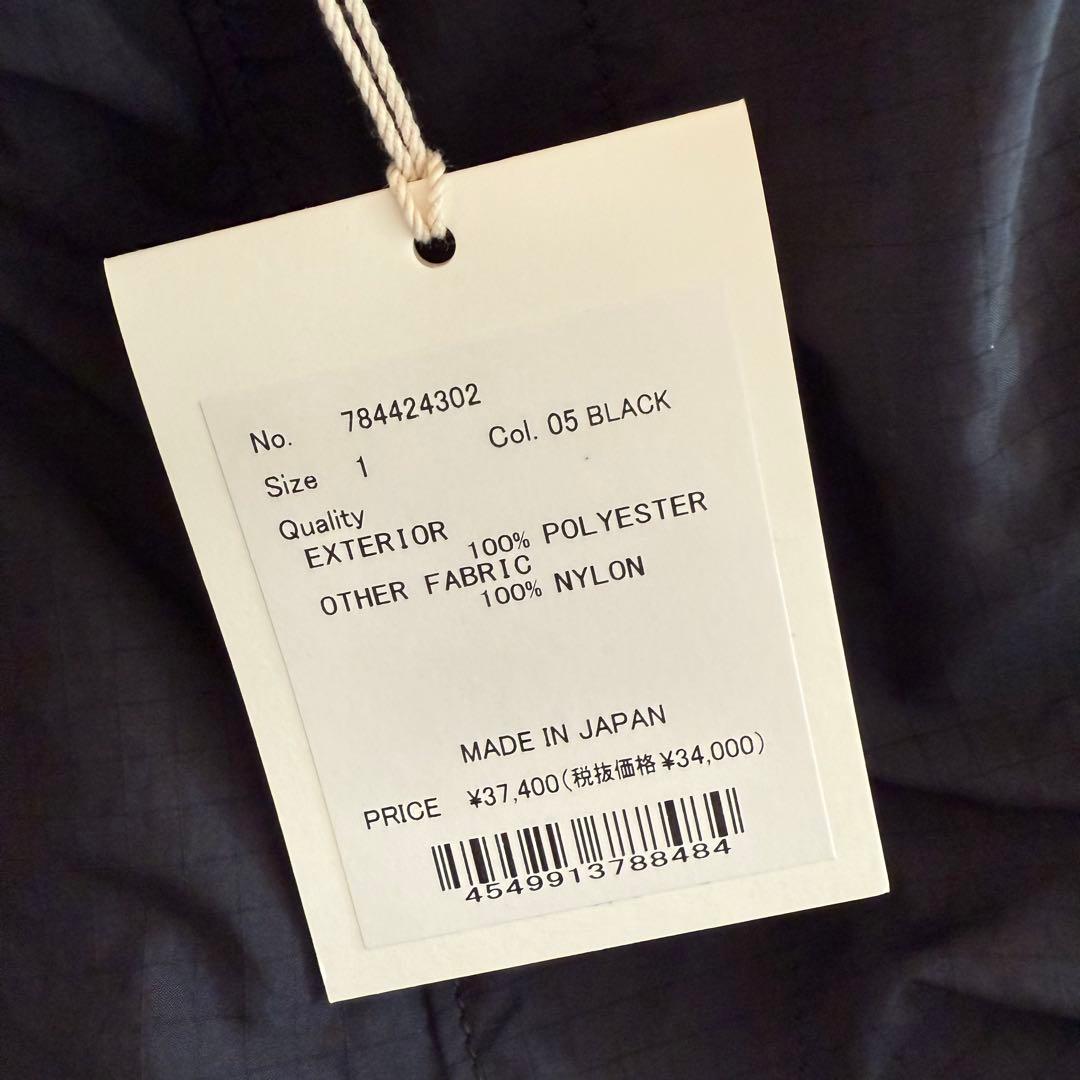 No. 784424302
Size 1 Col. 05 BLACK
Quality
EXTERIOR
100% POLYESTER
OTHER FABRIC
100% NYLON
MADE IN JAPAN
PRICE ¥37,400(税抜価格¥34,000)
4549913788484